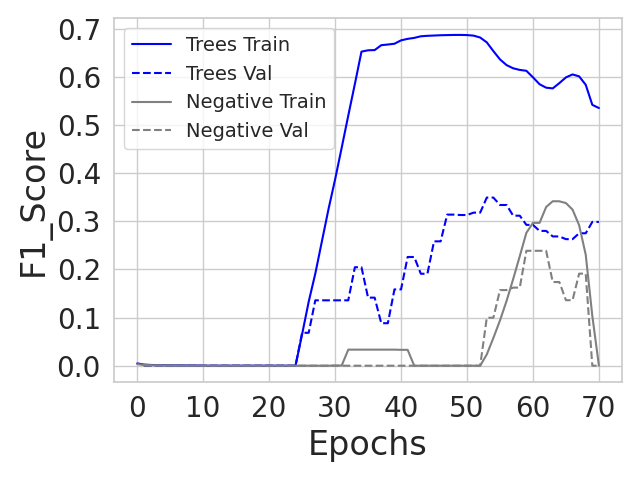 0.7
0.6
0.5
0.4
0.3
0.2
0.1
0.0
F1_Score
Trees Train
Trees Val
Negative Train
Negative Val
0 10 20 30 40 50 60 70
Epochs